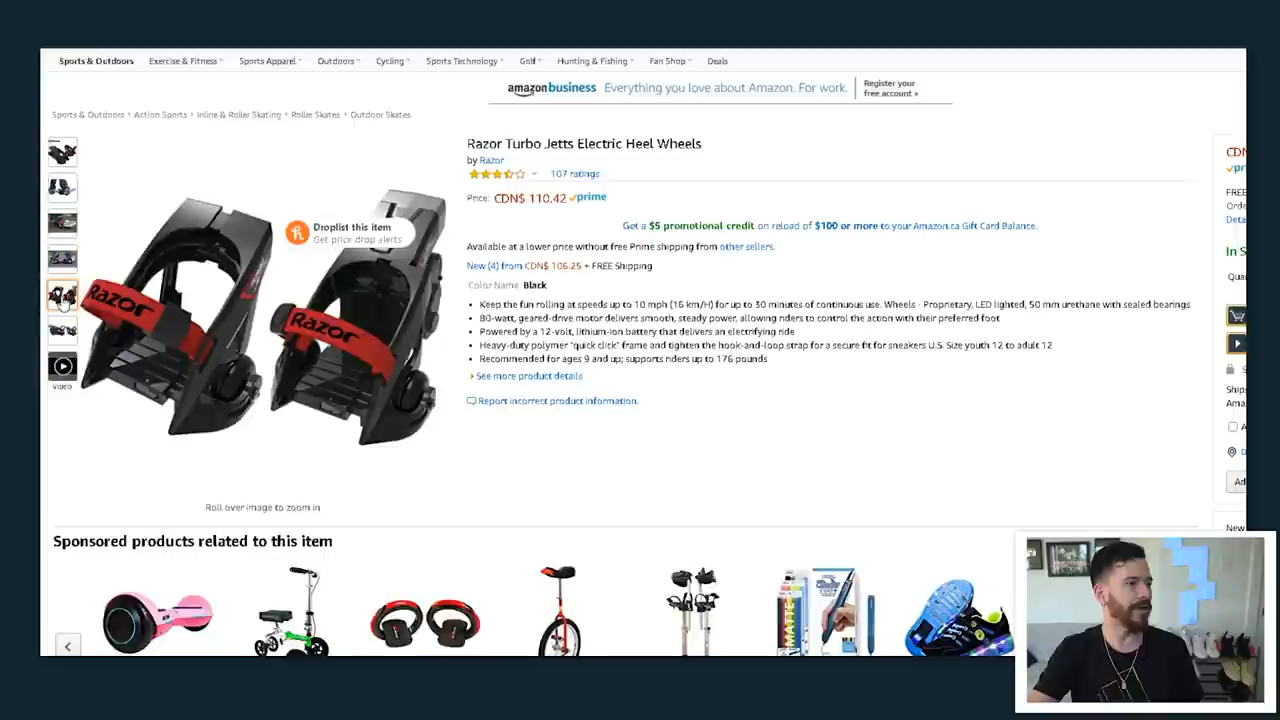 Sports & Outdoors Exercise & Fitness Sports Apparel Outdoors Cycling Sports Technology Golf Hunting & Fishing Fan Shop Deals
amazonbusiness Everything you love about Amazon. For work. Register your
free account »
Sports & Outdoors › Action Sports › Inline & Roller Skating › Roller Skates › Outdoor Skates
Razor Turbo Jetts Electric Heel Wheels
by Razor
107 ratings
Price: CDN$ 110.42 prime
Get a $5 promotional credit on reload of $100 or more to your Amazon.ca Gift Card Balance.
Available at a lower price without free Prime shipping from other sellers.
New (4) from CDN$ 106.25 + FREE Shipping
Color Name: Black
• Keep the fun rolling at speeds up to 10 mph (16 km/H) for up to 30 minutes of continuous use. Wheels - Proprietary, LED lighted, 50 mm urethane with sealed bearings
• 80-watt, geared-drive motor delivers smooth, steady power, allowing riders to control the action with their preferred foot
• Powered by a 12-volt, lithium-ion battery that delivers an electrifying ride
• Heavy-duty polymer "quick click" frame and tighten the hook-and-loop strap for a secure fit for sneakers U.S. Size youth 12 to adult 12
• Recommended for ages 9 and up; supports riders up to 176 pounds
› See more product details
Report incorrect product information.
Droplist this item
Get price drop alerts
Razor
Razor
VIDEO
Roll over image to zoom in
CDN
pr
FREE
Orde
Detai
In S
Quar
S
Ships
Ama
A
D
Ad
New
Sponsored products related to this item
MATTE